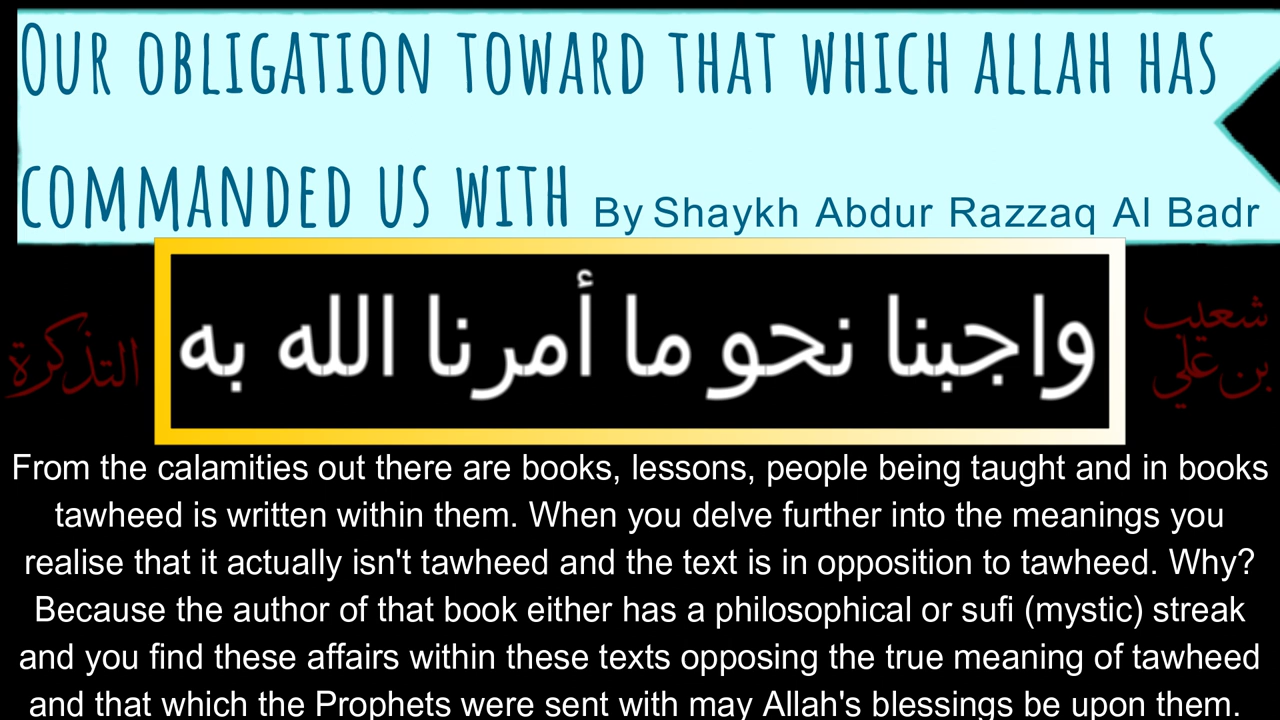 Our obligation toward that which Allah has
commanded us with By Shaykh Abdur Razzaq Al Badr
واجبنا نحو ما أمرنا الله به
شعيب
بن علي
التذكرة
From the calamities out there are books, lessons, people being taught and in books
tawheed is written within them. When you delve further into the meanings you
realise that it actually isn't tawheed and the text is in opposition to tawheed. Why?
Because the author of that book either has a philosophical or sufi (mystic) streak
and you find these affairs within these texts opposing the true meaning of tawheed
and that which the Prophets were sent with may Allah's blessings be upon them.